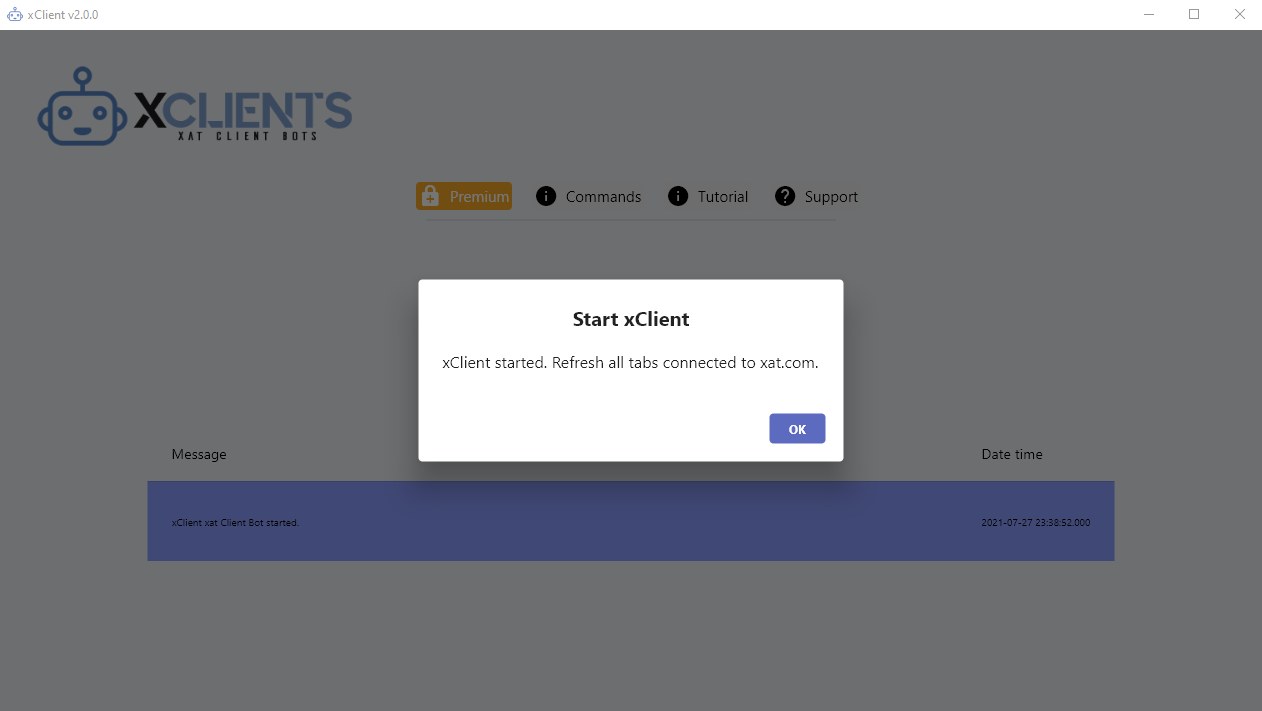 xClient v2.0.0
XCLIENTS
XAT CLIENT BOTS
Premium Commands Tutorial Support
Start xClient
xClient started. Refresh all tabs connected to xat.com.
OK
Message Date time
xClient xat Client Bot started. 2021-07-27 23:38:52.000